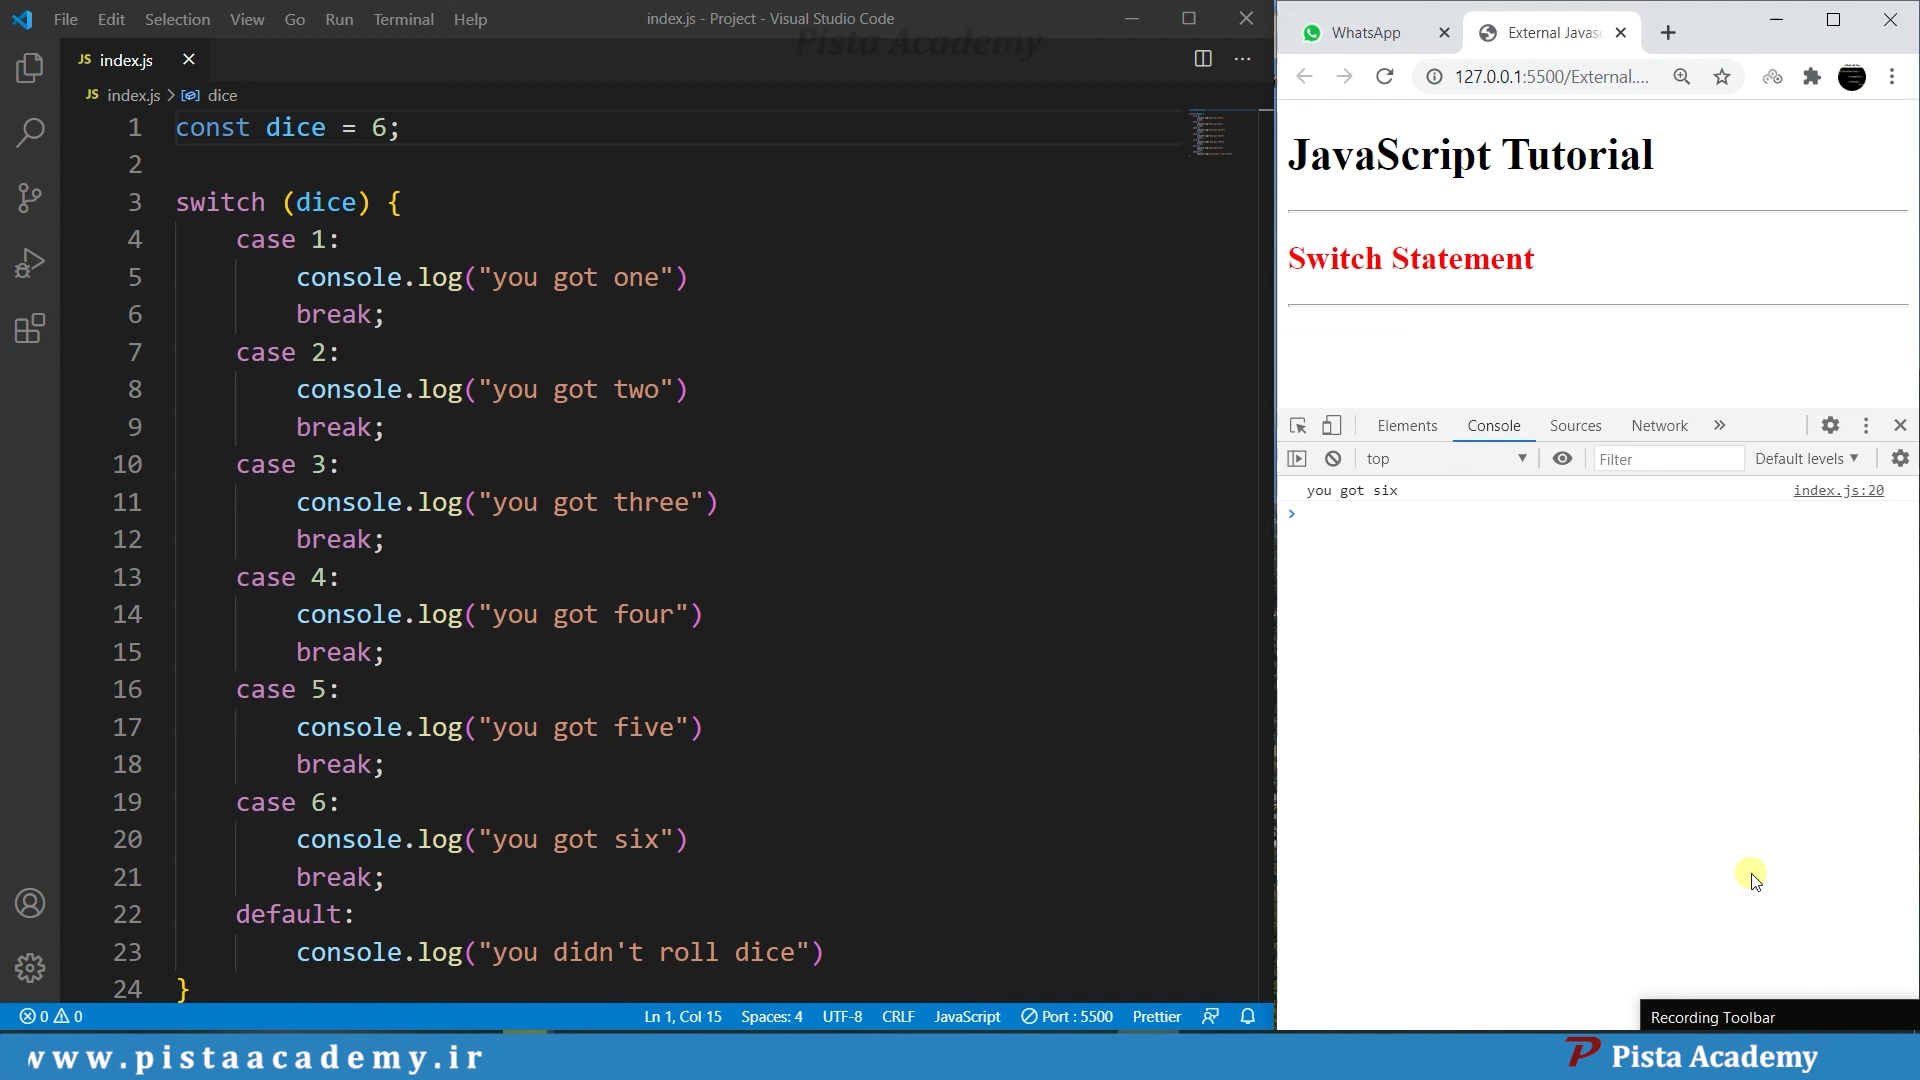 File Edit Selection View Go Run Terminal Help index.js - Project - Visual Studio Code
Pista Academy
JS index.js
JS index.js > dice
1 const dice = 6;
2
3 switch (dice) {
4 case 1:
5 console.log("you got one")
6 break;
7 case 2:
8 console.log("you got two")
9 break;
10 case 3:
11 console.log("you got three")
12 break;
13 case 4:
14 console.log("you got four")
15 break;
16 case 5:
17 console.log("you got five")
18 break;
19 case 6:
20 console.log("you got six")
21 break;
22 default:
23 console.log("you didn't roll dice")
24 }
0 0 Ln 1, Col 15 Spaces: 4 UTF-8 CRLF JavaScript Port : 5500 Prettier
WhatsApp External Javasc
127.0.0.1:5500/External....
JavaScript Tutorial
Switch Statement
Elements Console Sources Network »
top Filter Default levels
you got six index.js:20
>
Recording Toolbar
www.pistaacademy.ir
P Pista Academy